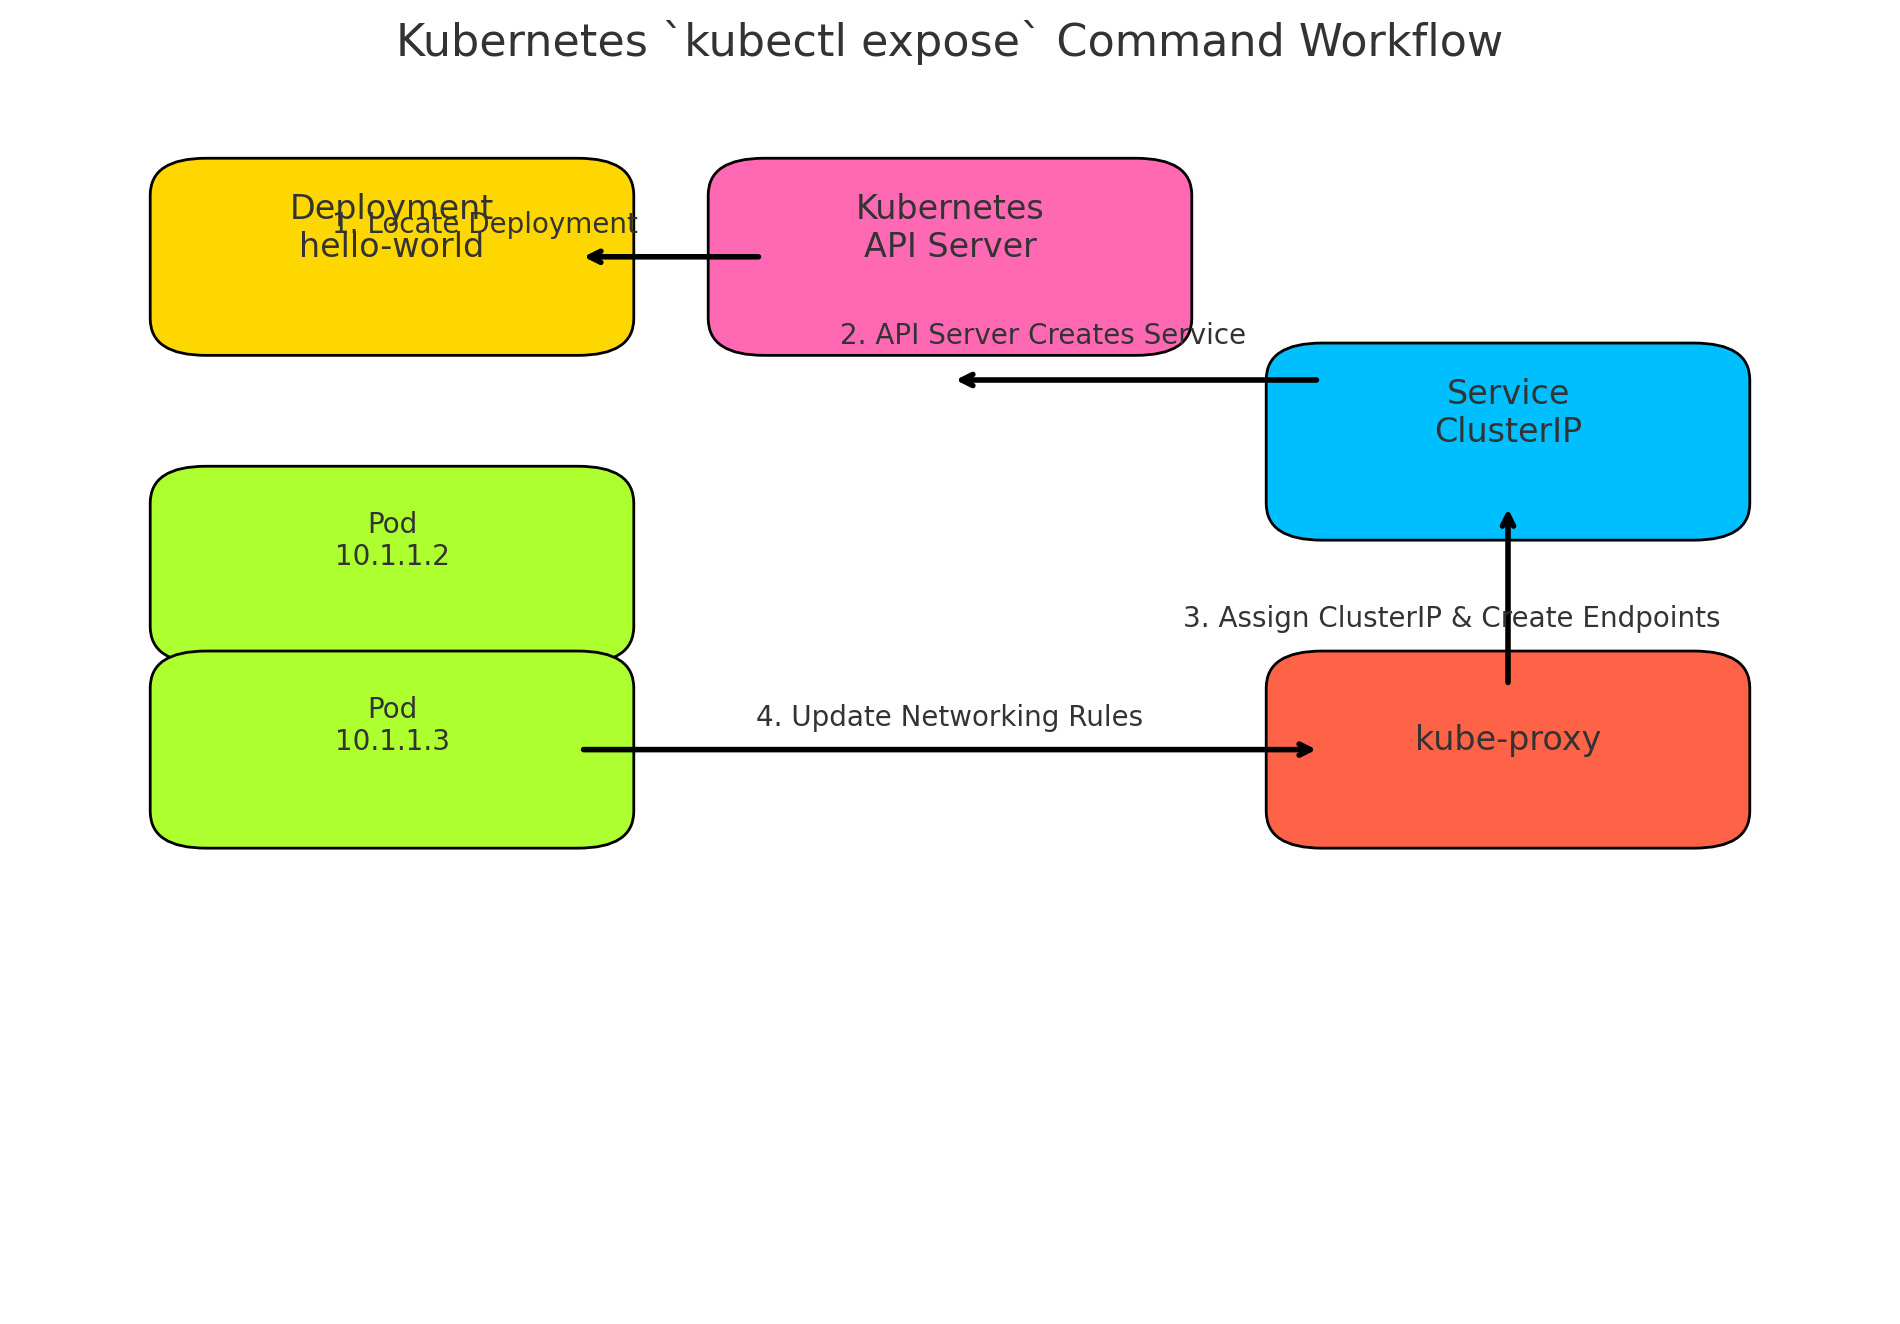 Kubernetes `kubectl expose` Command Workflow
Deployment
hello-world
1. Locate Deployment
Kubernetes
API Server
2. API Server Creates Service
Service
ClusterIP
Pod
10.1.1.2
3. Assign ClusterIP & Create Endpoints
Pod
10.1.1.3
4. Update Networking Rules
kube-proxy